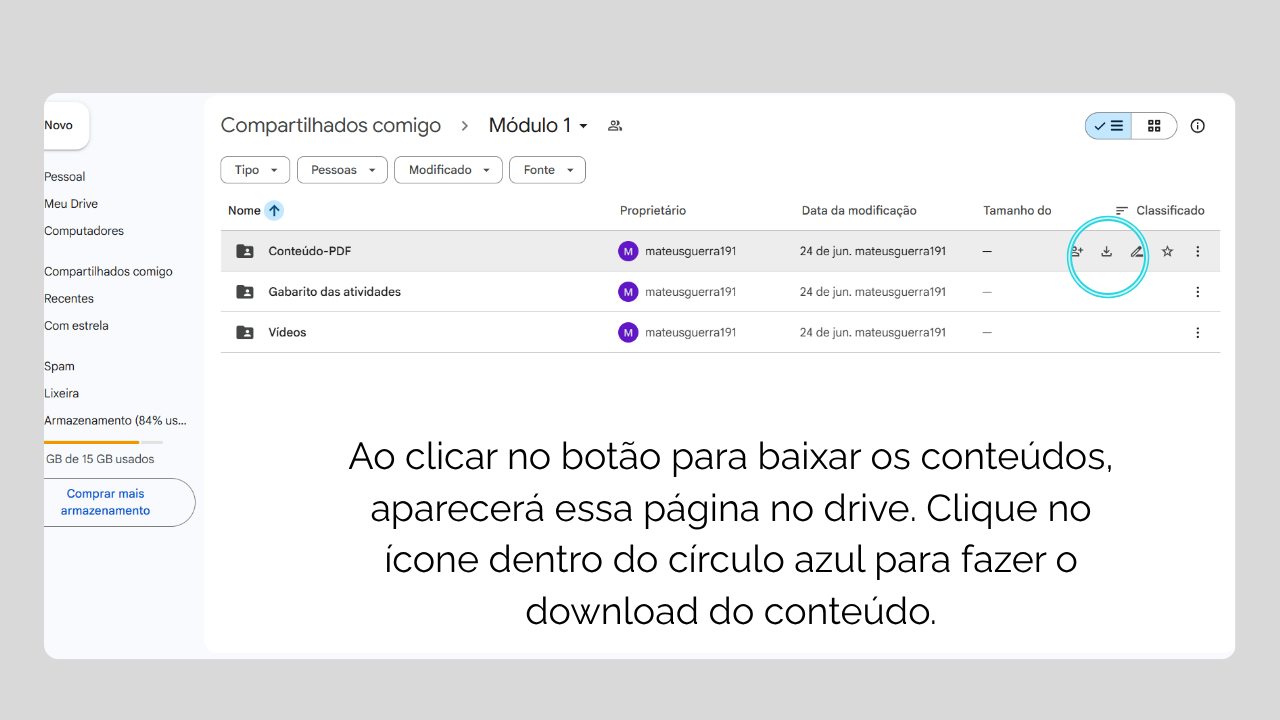 Novo
Pessoal
Meu Drive
Computadores
Compartilhados comigo
Recentes
Com estrela
Spam
Lixeira
Armazenamento (84% us...
GB de 15 GB usados
Comprar mais
armazenamento
Compartilhados comigo > Módulo 1
Tipo Pessoas Modificado Fonte
Nome Proprietário Data da modificação Tamanho do Classificado
Conteúdo-PDF M mateusguerra191 24 de jun. mateusguerra191 —
Gabarito das atividades M mateusguerra191 24 de jun. mateusguerra191 —
Vídeos M mateusguerra191 24 de jun. mateusguerra191 —
Ao clicar no botão para baixar os conteúdos,
aparecerá essa página no drive. Clique no
ícone dentro do círculo azul para fazer o
download do conteúdo.